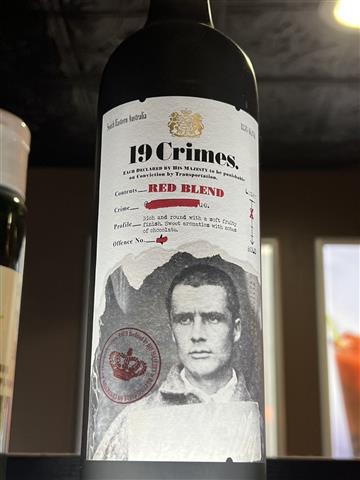 South Eastern Australia
19 Crimes.
Each Declared by His Majesty to be punishable
on Conviction by Transportation.
Contents
RED BLEND
Crime
Profile
Rich and round with a soft fruity
finish. Sweet aromatics with notes
of chocolate.
Offence No.